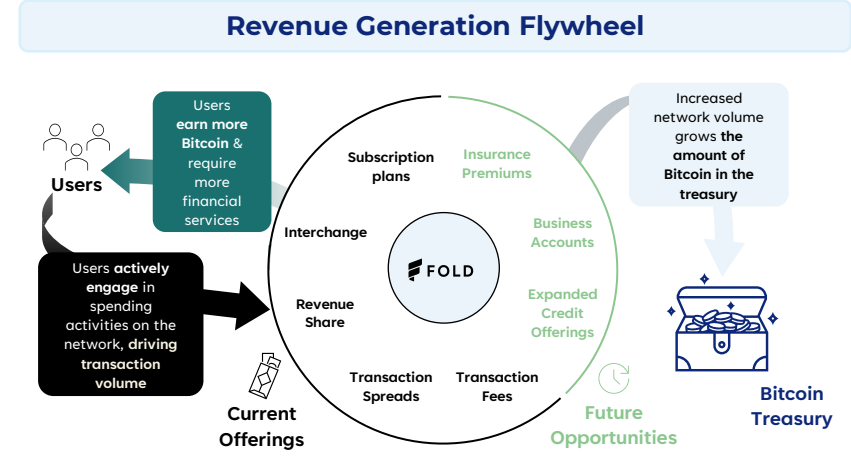 Revenue Generation Flywheel
Users
earn more
Bitcoin &
require
more
financial
services
Users
Users actively
engage in
spending
activities on the
network, driving
transaction
volume
Subscription
plans
Interchange
Revenue
Share
Transaction
Spreads
Transaction
Fees
Insurance
Premiums
Business
Accounts
Expanded
Credit
Offerings
FOLD
Current
Offerings
Future
Opportunities
Increased
network volume
grows the
amount of
Bitcoin in the
treasury
Bitcoin
Treasury